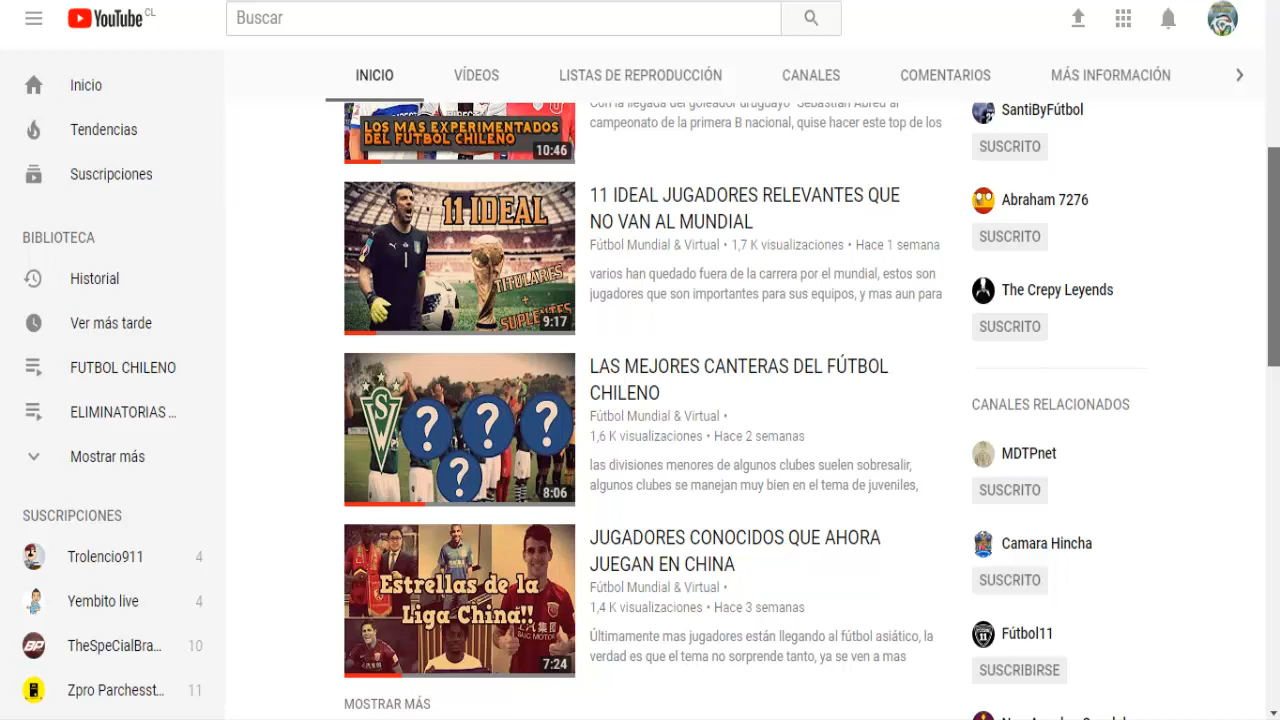 YouTube CL
Buscar
Inicio
Tendencias
Suscripciones
BIBLIOTECA
Historial
Ver más tarde
FUTBOL CHILENO
ELIMINATORIAS ...
Mostrar más
SUSCRIPCIONES
Trolencio911 4
Yembito live 4
TheSpeCialBra... 10
Zpro Parchesst... 11
INICIO VÍDEOS LISTAS DE REPRODUCCIÓN CANALES COMENTARIOS MÁS INFORMACIÓN
LOS MAS EXPERIMENTADOS
DEL FUTBOL CHILENO
10:46
Con la llegada del goleador uruguayo Sebastián Abreu al
campeonato de la primera B nacional, quise hacer este top de los
11 IDEAL
TITULARES
+
SUPLENTES
9:17
11 IDEAL JUGADORES RELEVANTES QUE
NO VAN AL MUNDIAL
Fútbol Mundial & Virtual • 1,7 K visualizaciones • Hace 1 semana
varios han quedado fuera de la carrera por el mundial, estos son
jugadores que son importantes para sus equipos, y mas aun para
SW
? ? ?
?
8:06
LAS MEJORES CANTERAS DEL FÚTBOL
CHILENO
Fútbol Mundial & Virtual •
1,6 K visualizaciones • Hace 2 semanas
las divisiones menores de algunos clubes suelen sobresalir,
algunos clubes se manejan muy bien en el tema de juveniles,
Estrellas de la
Liga China!!
7:24
JUGADORES CONOCIDOS QUE AHORA
JUEGAN EN CHINA
Fútbol Mundial & Virtual •
1,4 K visualizaciones • Hace 3 semanas
Últimamente mas jugadores están llegando al fútbol asiático, la
verdad es que el tema no sorprende tanto, ya se ven a mas
MOSTRAR MÁS
SantiByFútbol
SUSCRITO
Abraham 7276
SUSCRITO
The Crepy Leyends
SUSCRITO
CANALES RELACIONADOS
MDTPnet
SUSCRITO
Camara Hincha
SUSCRITO
Fútbol11
SUSCRIBIRSE